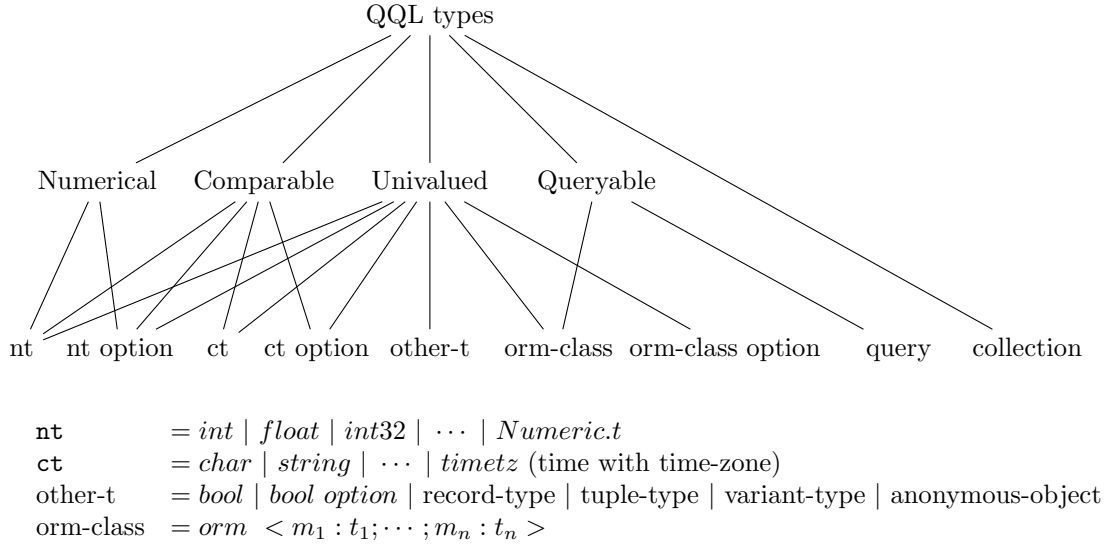 QQL types
Numerical Comparable Univalued Queryable
nt nt option ct ct option other-t orm-class orm-class option query collection
nt = int | float | int32 | ··· | Numeric.t
ct = char | string | ··· | timetz (time with time-zone)
other-t = bool | bool option | record-type | tuple-type | variant-type | anonymous-object
orm-class = orm < m₁ : t₁; ··· ; mₙ : tₙ >